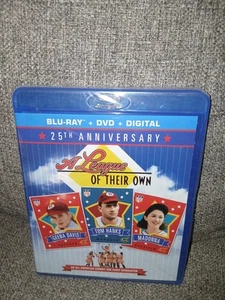 BLU-RAY + DVD + DIGITAL
25TH ANNIVERSARY
A League
OF THEIR OWN
GEENA DAVIS
TOM HANKS
MADONNA